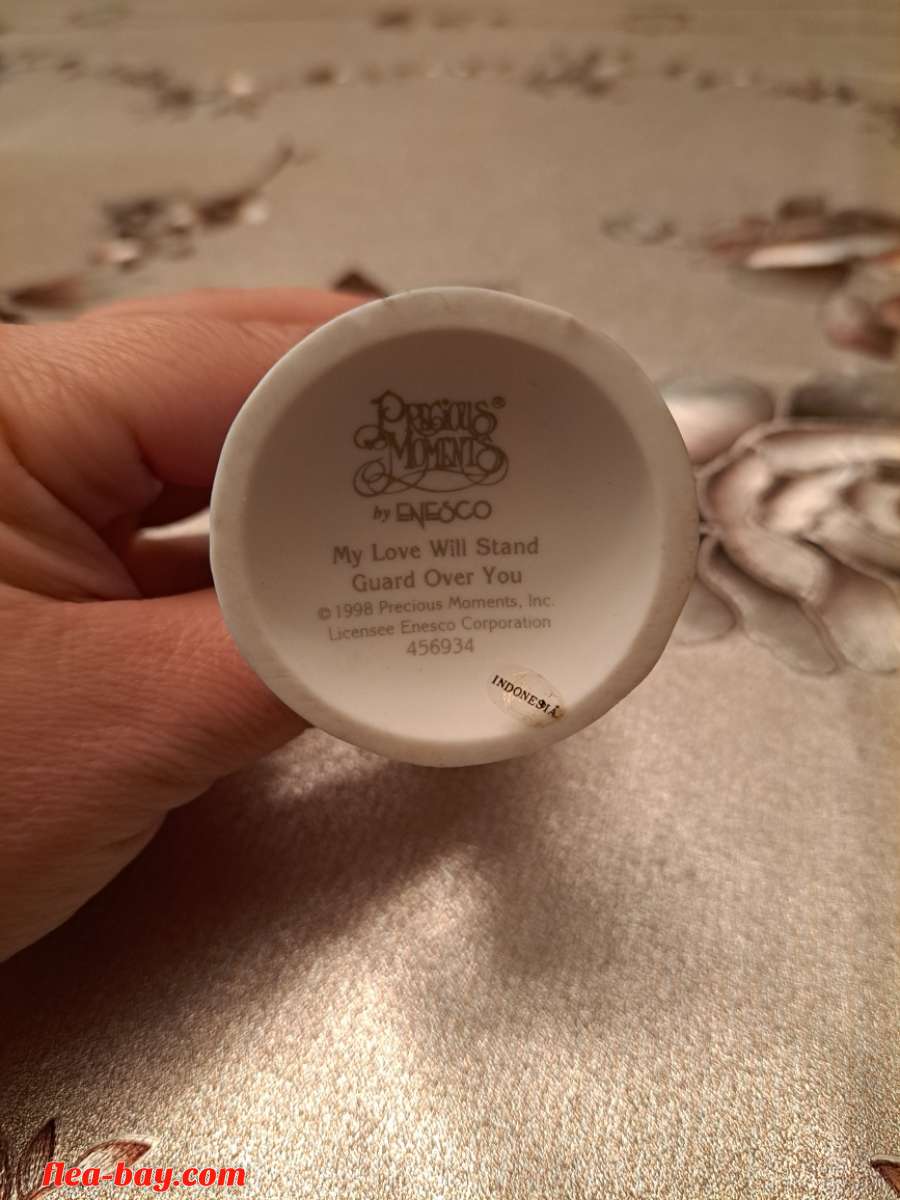 PRECIOUS®
MOMENTS
by ENESCO
My Love Will Stand
Guard Over You
© 1998 Precious Moments, Inc.
Licensee Enesco Corporation
456934
INDONESIA
flea-bay.com